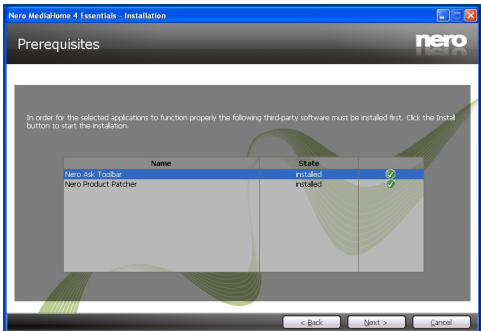 Nero MediaHome 4 Essentials - Installation
Prerequisites
nero
In order for the selected applications to function properly the following third-party software must be installed first. Click the Instal
button to start the installation.
Name State
Nero Ask Toolbar installed
Nero Product Patcher installed
< Back Next > Cancel